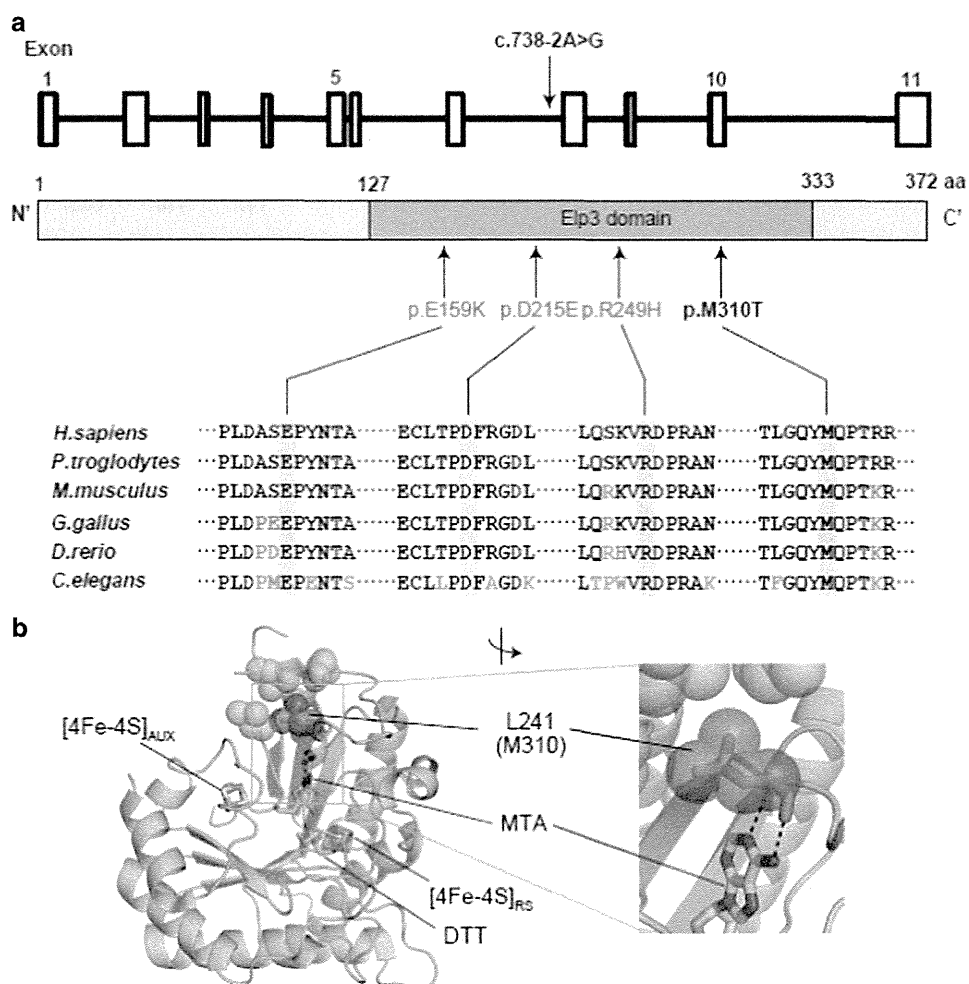 a
Exon
c.738-2A>G
1 5 10 11
1 127 333 372 aa
N' Elp3 domain C'
p.E159K p.D215E p.R249H p.M310T
H.sapiens ···PLDASEPYNTA······ECLTPDFRGDL······LQSKVRDPRAN······TLGQYMQPTRR···
P.troglodytes ···PLDASEPYNTA······ECLTPDFRGDL······LQSKVRDPRAN······TLGQYMQPTRR···
M.musculus ···PLDASEPYNTA······ECLTPDFRGDL······LQRKVRDPRAN······TLGQYMQPTKR···
G.gallus ···PLDPEEPYNTA······ECLTPDFRGDL······LQRKVRDPRAN······TLGQYMQPTKR···
D.rerio ···PLDPDEPYNTA······ECLTPDFRGDL······LQRHVRDPRAN······TLGQYMQPTKR···
C.elegans ···PLDPMEPENTS······ECLLPDFAGDK······LTPWVRDPRAK······TFGQYMQPTKR···
b
[4Fe-4S]AUX
L241
(M310)
MTA
[4Fe-4S]RS
DTT